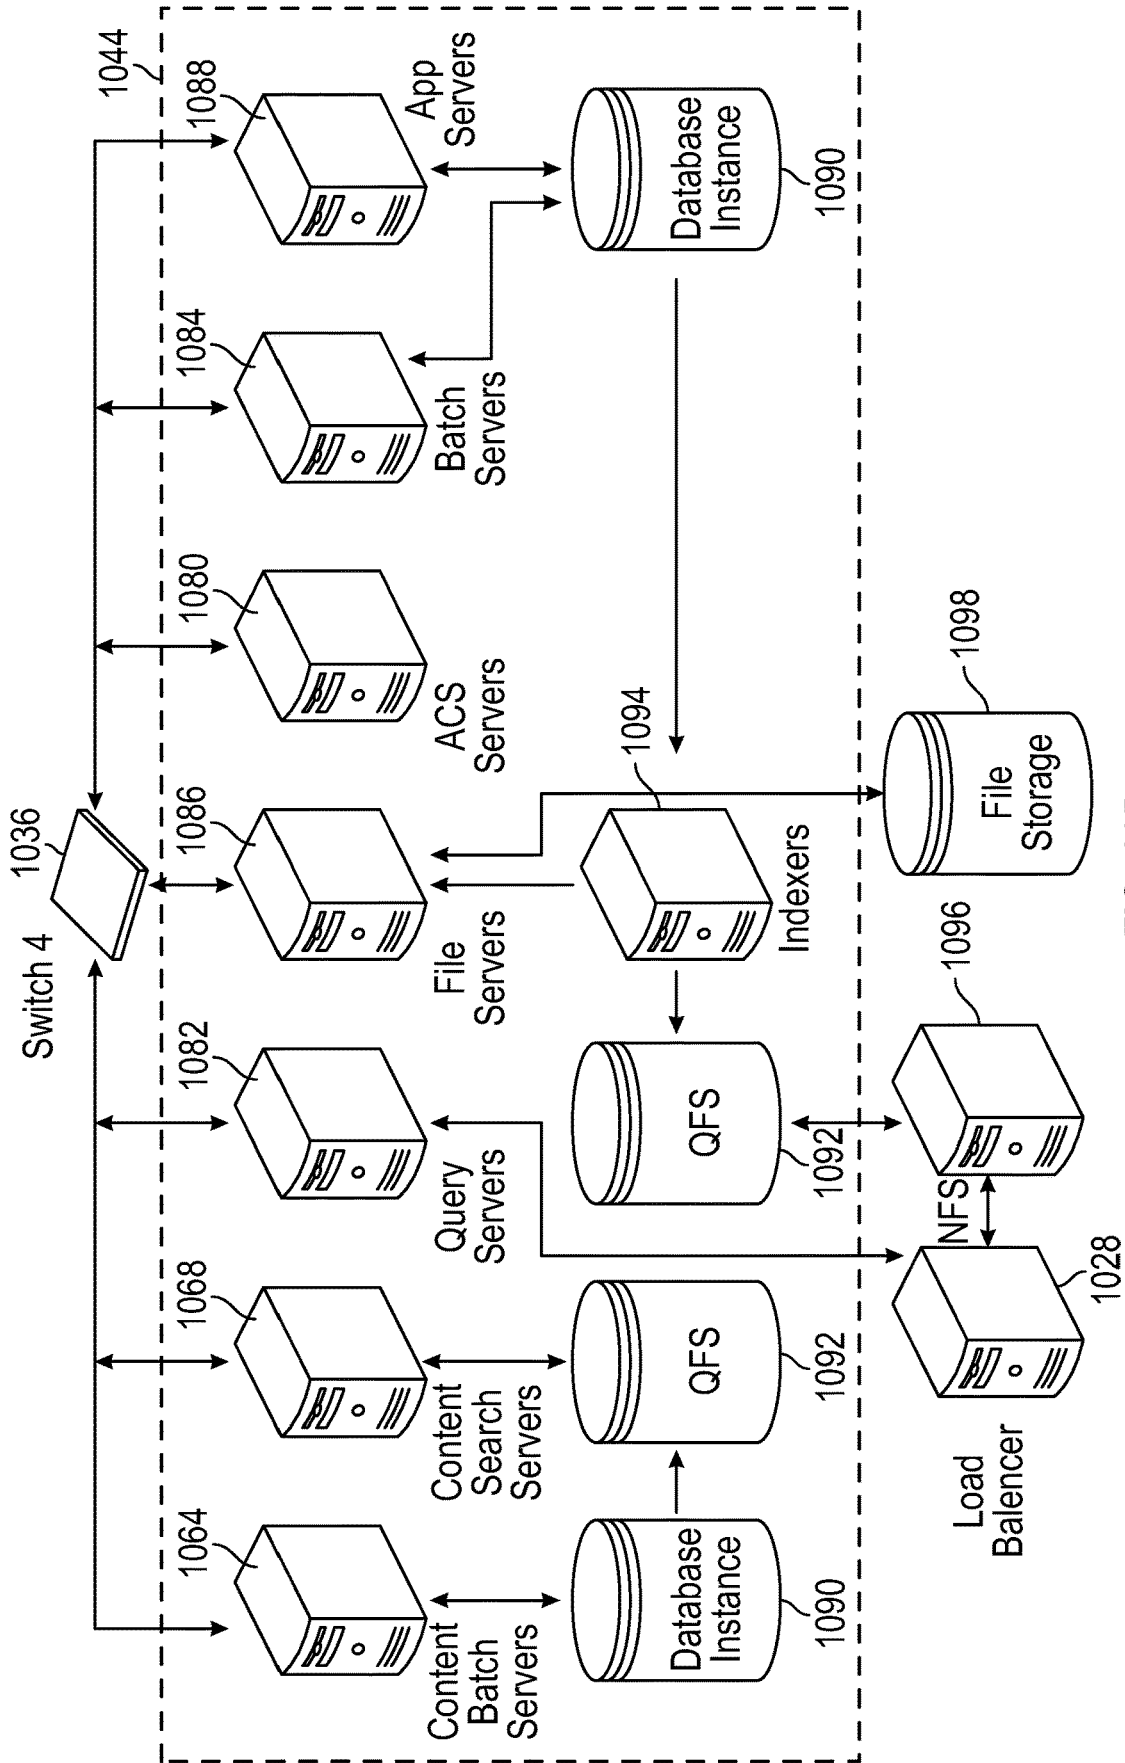 Switch 4
1036
1044
1064
1068
1082
1086
1080
1084
1088
Content
Batch
Servers
Content
Search
Servers
Query
Servers
File
Servers
ACS
Servers
Batch
Servers
App
Servers
1094
Database
Instance
QFS
QFS
Indexers
Database
Instance
1090
1092
1092
1090
Load
Balencer
NFS
1028
1096
File
Storage
1098